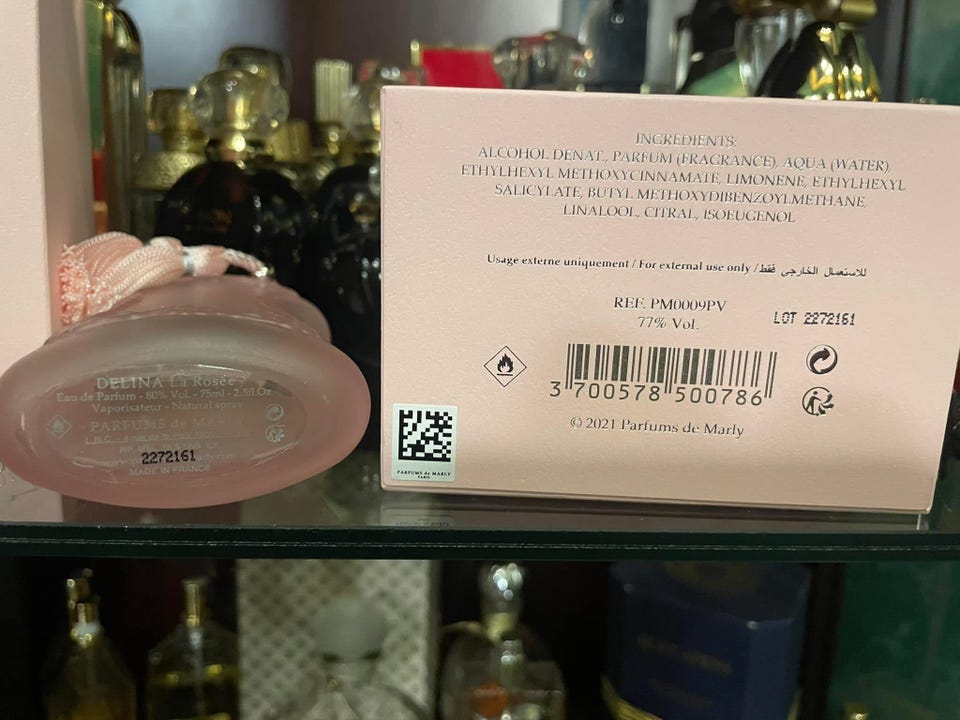 INGREDIENTS:
ALCOHOL DENAT., PARFUM (FRAGRANCE), AQUA (WATER),
ETHYLHEXYL METHOXYCINNAMATE, LIMONENE, ETHYLHEXYL
SALICYLATE, BUTYL METHOXYDIBENZOYLMETHANE,
LINALOOL, CITRAL, ISOEUGENOL
Usage externe uniquement / For external use only / للاستعمال الخارجى فقط
REF. PM0009PV
77% Vol.
LOT 2272161
3 700578 500786
© 2021 Parfums de Marly
PARFUMS de MARLY
PARIS
DELINA La Rosée
Eau de Parfum - 80% Vol. - 75ml - 2.5fl.Oz
Vaporisateur - Natural spray
PARFUMS de MARLY
2272161
MADE IN FRANCE